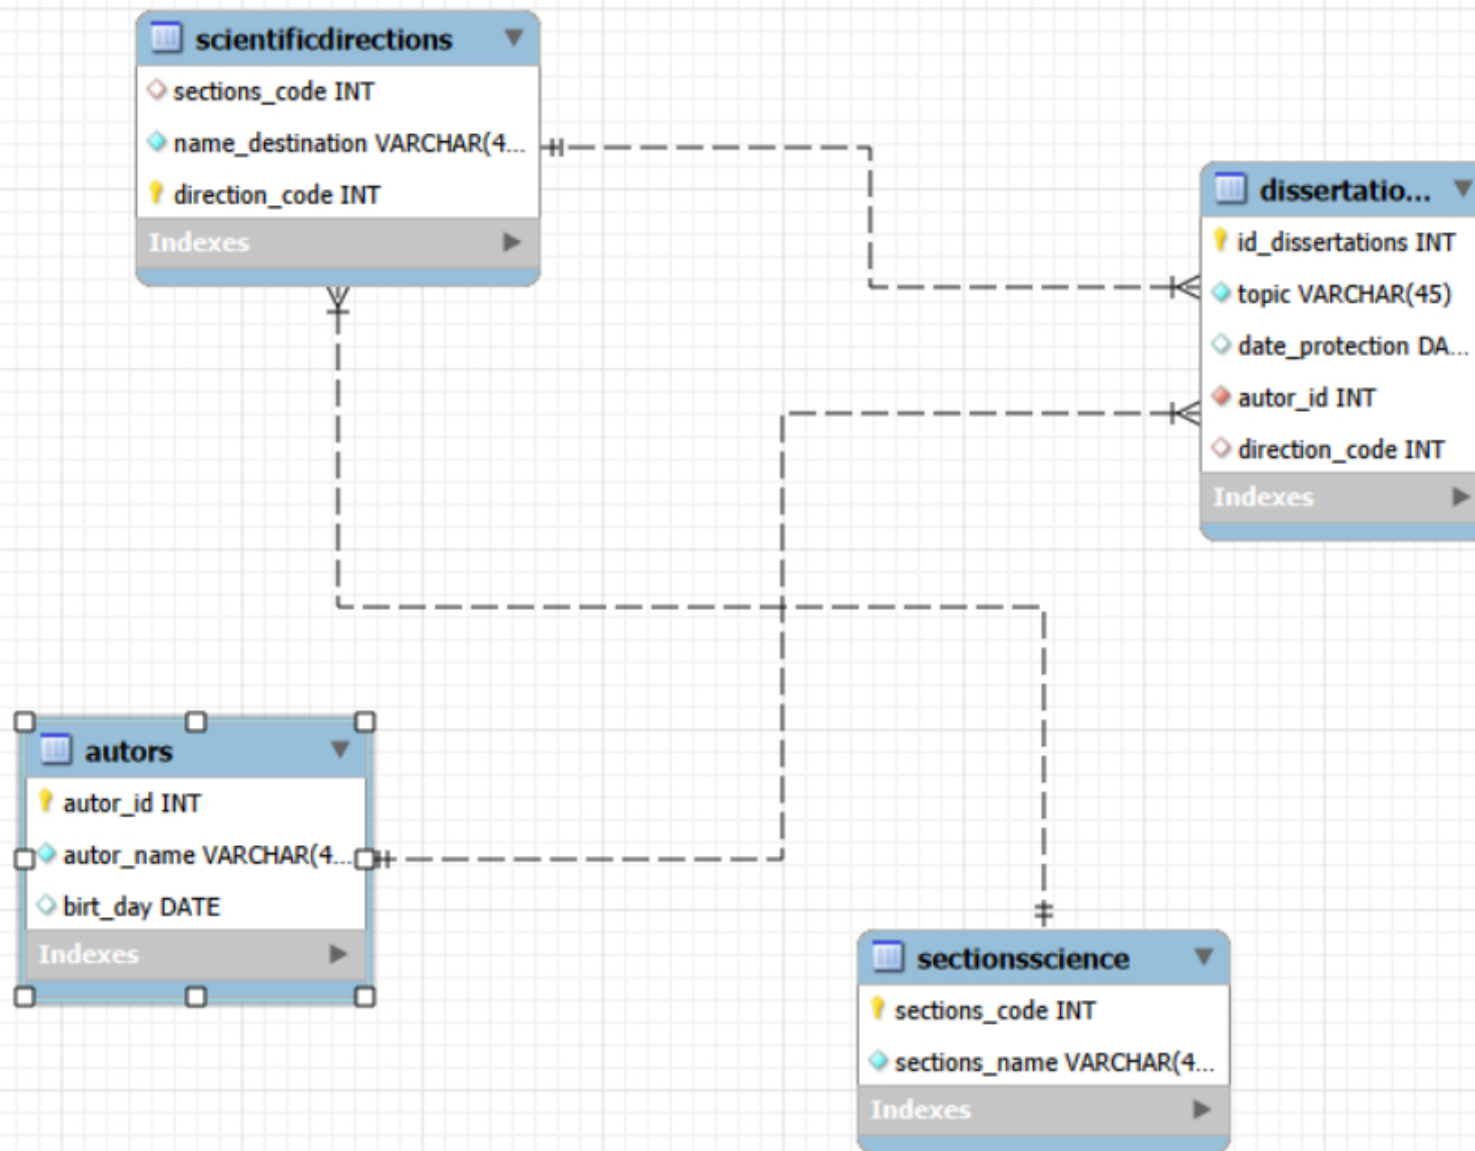 scientificdirections
sections_code INT
name_destination VARCHAR(4...
direction_code INT
Indexes
dissertatio...
id_dissertations INT
topic VARCHAR(45)
date_protection DA...
autor_id INT
direction_code INT
Indexes
autors
autor_id INT
autor_name VARCHAR(4...
birt_day DATE
Indexes
sectionsscience
sections_code INT
sections_name VARCHAR(4...
Indexes